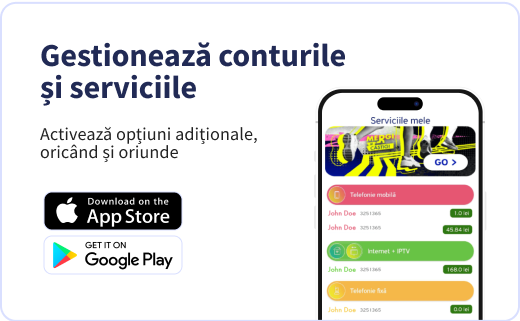 Gestionează conturile
și serviciile
Activează opțiuni adiționale,
oricând și oriunde
Download on the
App Store
GET IT ON
Google Play
Serviciile mele
MERGI
CÂȘTIGI
GO >
Telefonie mobilă
John Doe 3251365 1.0 lei
John Doe 3251365 45.84 lei
Internet + IPTV
John Doe 3251365 168.0 lei
Telefonie fixă
John Doe 3251365 0.0 lei